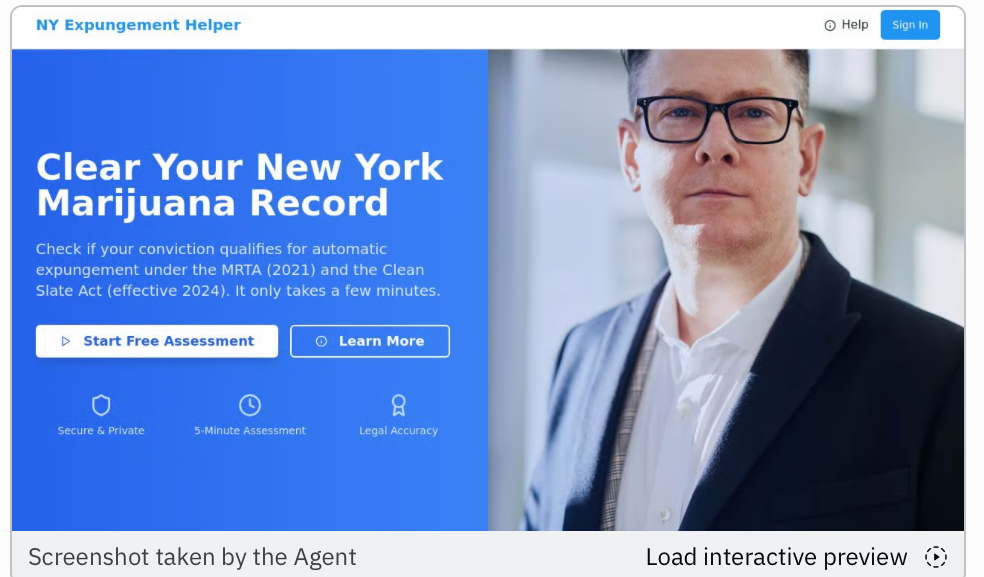 NY Expungement Helper
Help
Sign In
Clear Your New York
Marijuana Record
Check if your conviction qualifies for automatic
expungement under the MRTA (2021) and the Clean
Slate Act (effective 2024). It only takes a few minutes.
Start Free Assessment
Learn More
Secure & Private
5-Minute Assessment
Legal Accuracy
Screenshot taken by the Agent
Load interactive preview